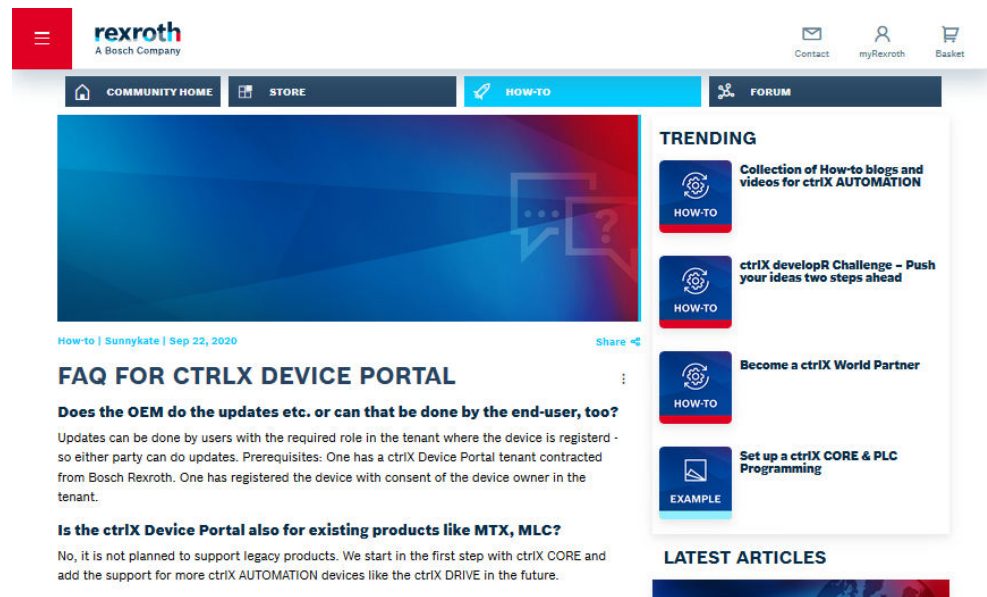 rexroth
A Bosch Company
Contact
myRexroth
Basket
COMMUNITY HOME
STORE
HOW-TO
FORUM
How-to | Sunnykate | Sep 22, 2020
Share
FAQ FOR CTRLX DEVICE PORTAL
Does the OEM do the updates etc. or can that be done by the end-user, too?
Updates can be done by users with the required role in the tenant where the device is registerd -
so either party can do updates. Prerequisites: One has a ctrlX Device Portal tenant contracted
from Bosch Rexroth. One has registered the device with consent of the device owner in the
tenant.
Is the ctrlX Device Portal also for existing products like MTX, MLC?
No, it is not planned to support legacy products. We start in the first step with ctrlX CORE and
add the support for more ctrlX AUTOMATION devices like the ctrlX DRIVE in the future.
TRENDING
HOW-TO
Collection of How-to blogs and
videos for ctrlX AUTOMATION
HOW-TO
ctrlX developR Challenge – Push
your ideas two steps ahead
HOW-TO
Become a ctrlX World Partner
EXAMPLE
Set up a ctrlX CORE & PLC
Programming
LATEST ARTICLES